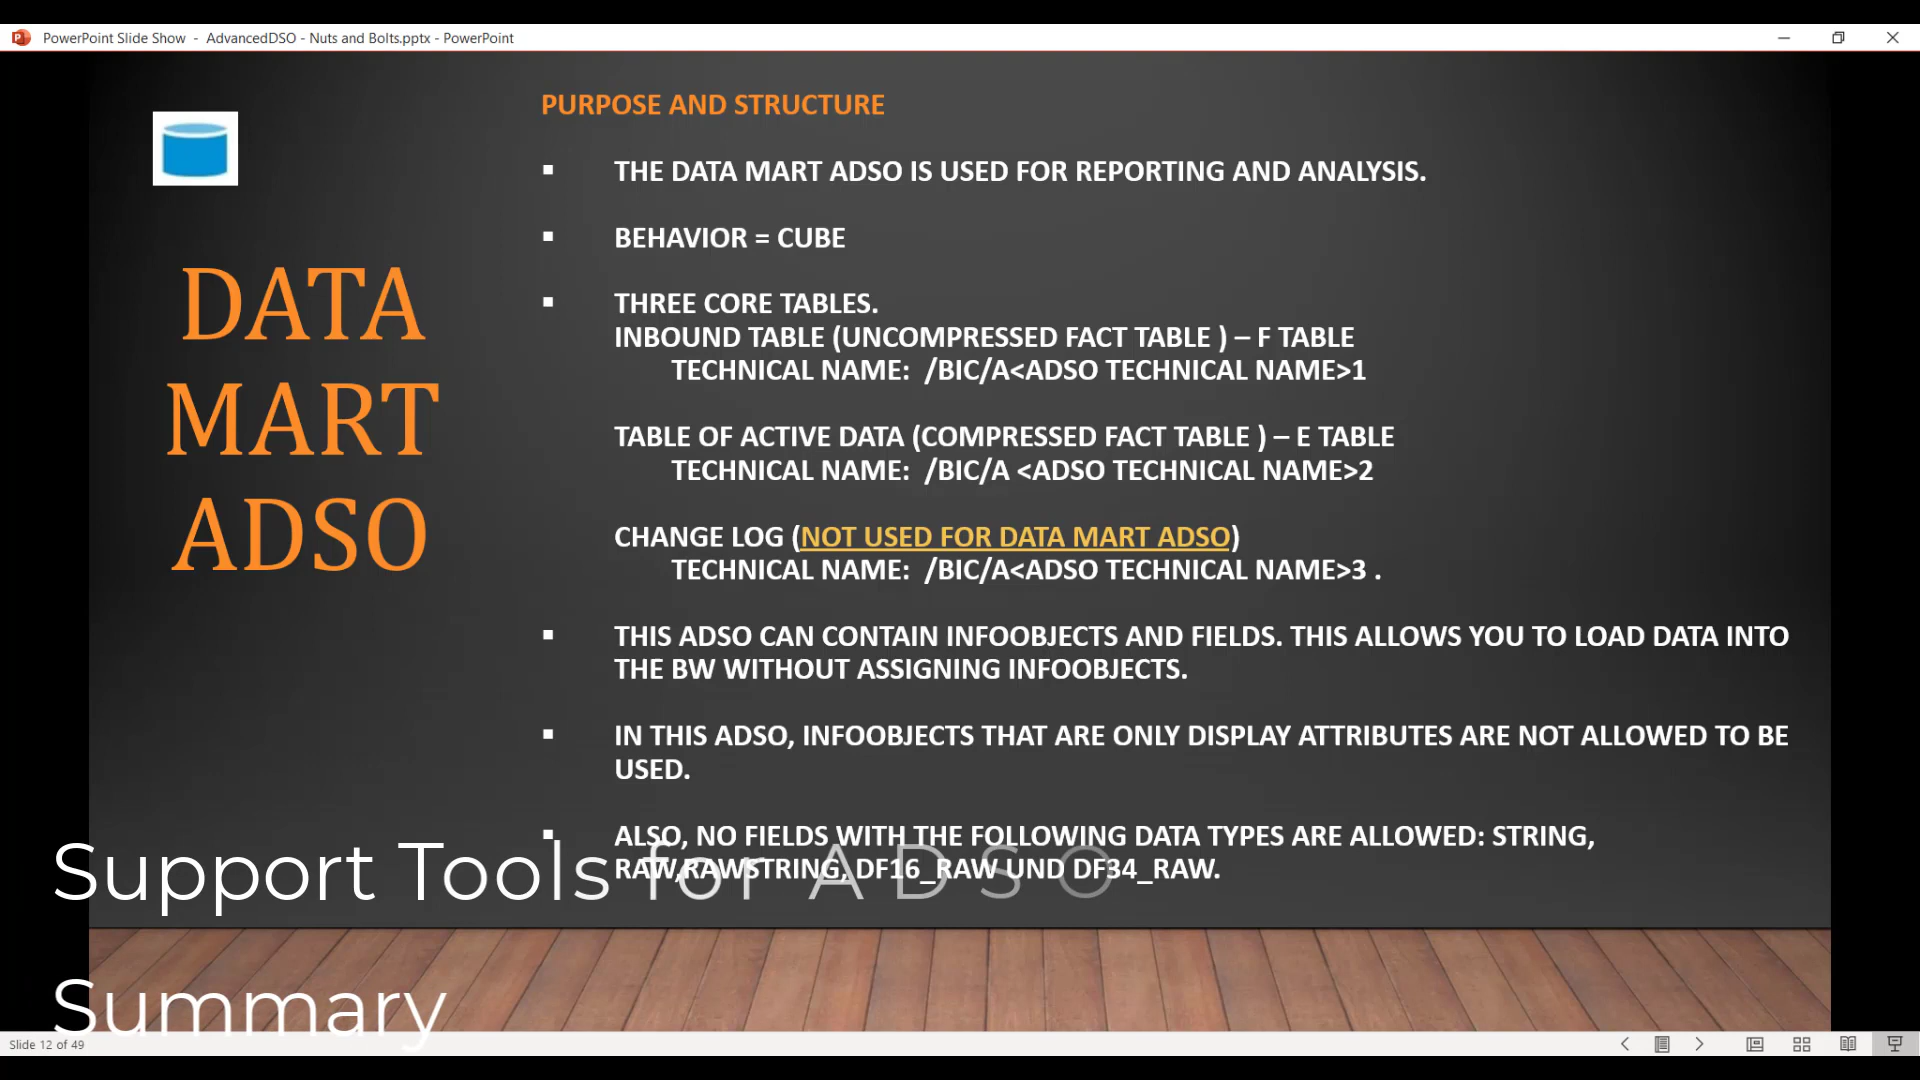 PowerPoint Slide Show - AdvancedDSO - Nuts and Bolts.pptx - PowerPoint
DATA
MART
ADSO
PURPOSE AND STRUCTURE
▪ THE DATA MART ADSO IS USED FOR REPORTING AND ANALYSIS.
▪ BEHAVIOR = CUBE
▪ THREE CORE TABLES.
INBOUND TABLE (UNCOMPRESSED FACT TABLE ) – F TABLE
TECHNICAL NAME: /BIC/A<ADSO TECHNICAL NAME>1
TABLE OF ACTIVE DATA (COMPRESSED FACT TABLE ) – E TABLE
TECHNICAL NAME: /BIC/A <ADSO TECHNICAL NAME>2
CHANGE LOG (NOT USED FOR DATA MART ADSO)
TECHNICAL NAME: /BIC/A<ADSO TECHNICAL NAME>3 .
▪ THIS ADSO CAN CONTAIN INFOOBJECTS AND FIELDS. THIS ALLOWS YOU TO LOAD DATA INTO
THE BW WITHOUT ASSIGNING INFOOBJECTS.
▪ IN THIS ADSO, INFOOBJECTS THAT ARE ONLY DISPLAY ATTRIBUTES ARE NOT ALLOWED TO BE
USED.
▪ ALSO, NO FIELDS WITH THE FOLLOWING DATA TYPES ARE ALLOWED: STRING,
RAW,RAWSTRING, DF16_RAW UND DF34_RAW.
Support Tools for ADSO
Summary
Slide 12 of 49